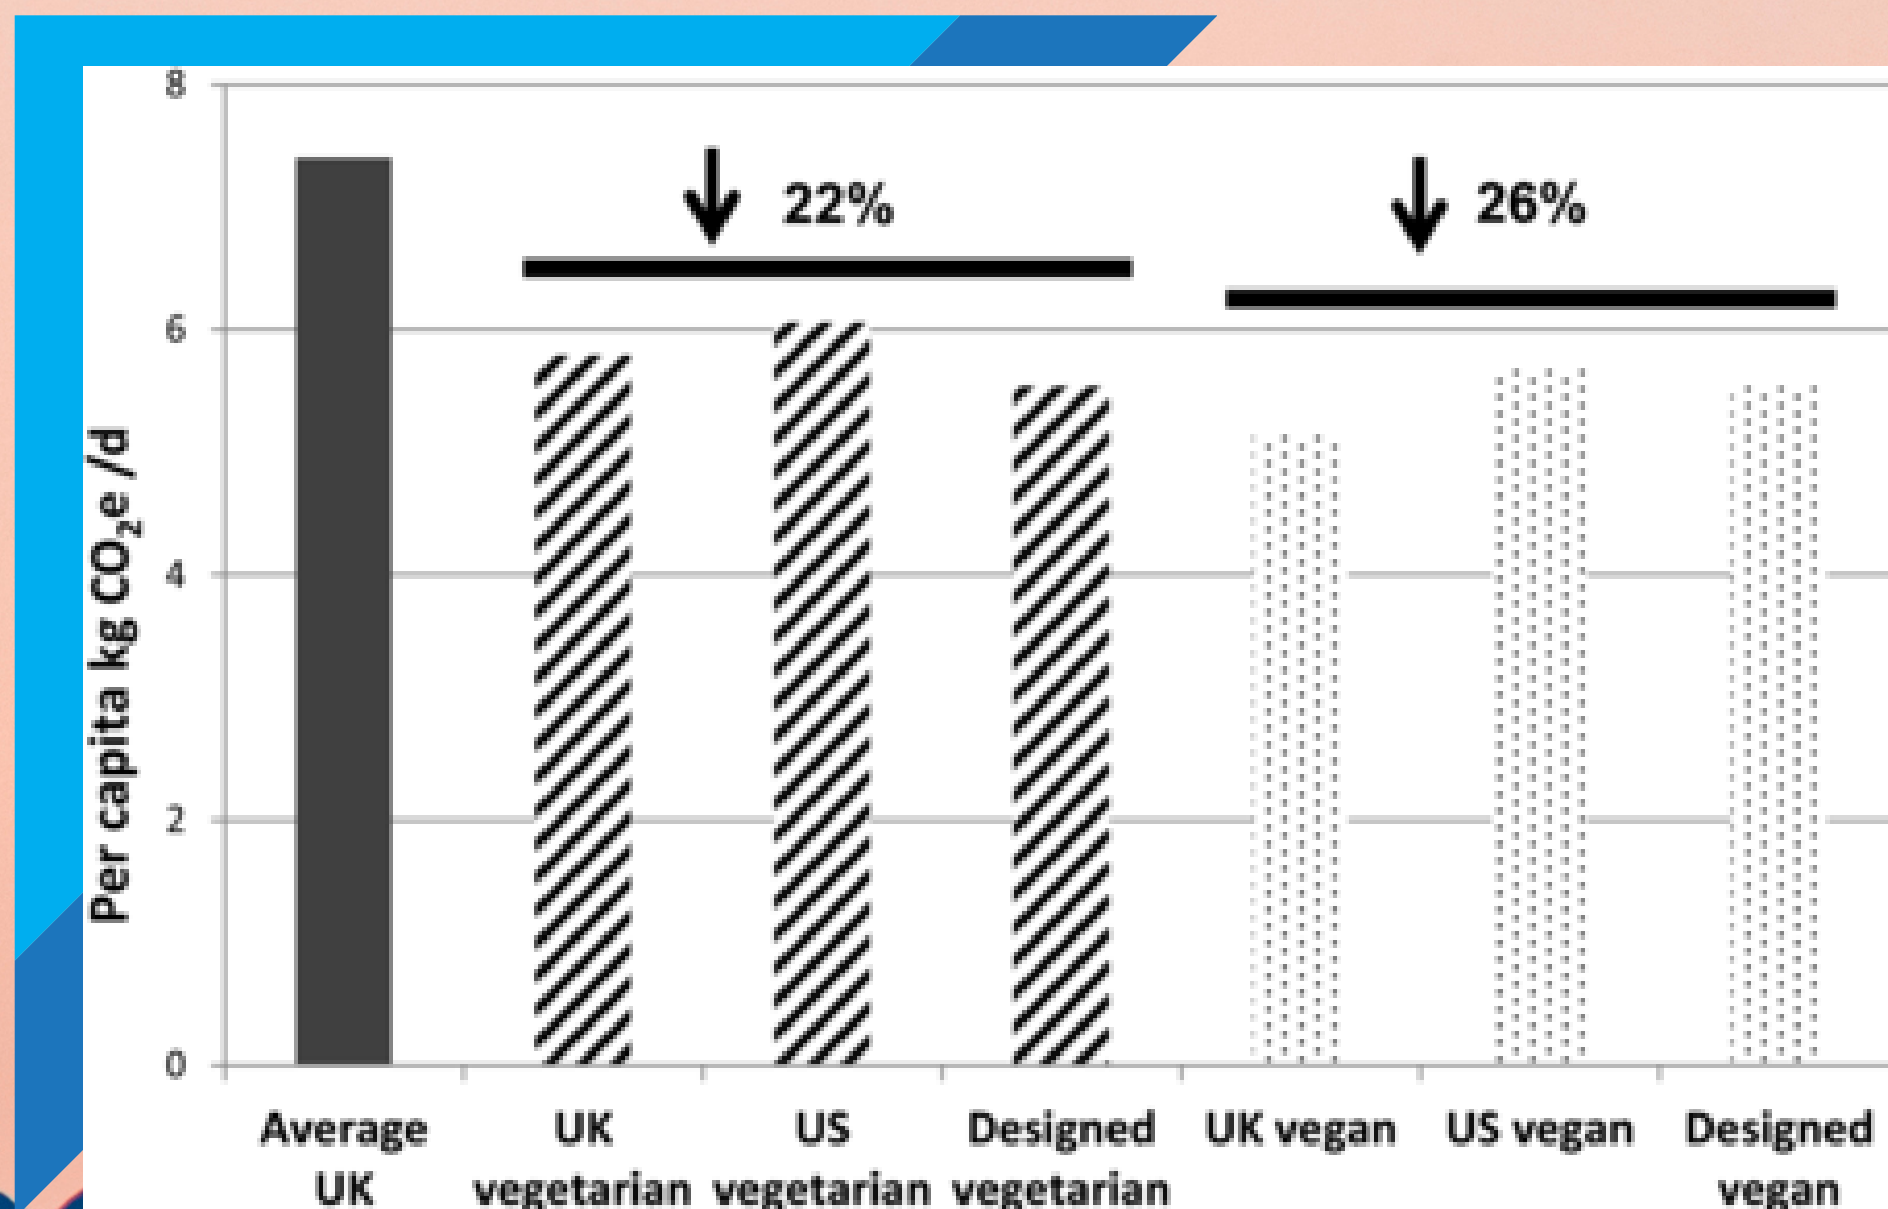 8
22%
26%
6
4
2
0
Per capita kg CO₂e /d
Average
UK
UK
vegetarian
US
vegetarian
Designed
vegetarian
UK vegan
US vegan
Designed
vegan